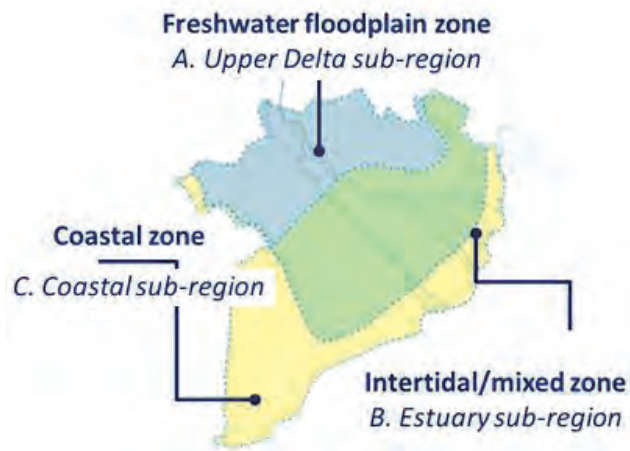 Freshwater floodplain zone
A. Upper Delta sub-region
Coastal zone
C. Coastal sub-region
Intertidal/mixed zone
B. Estuary sub-region